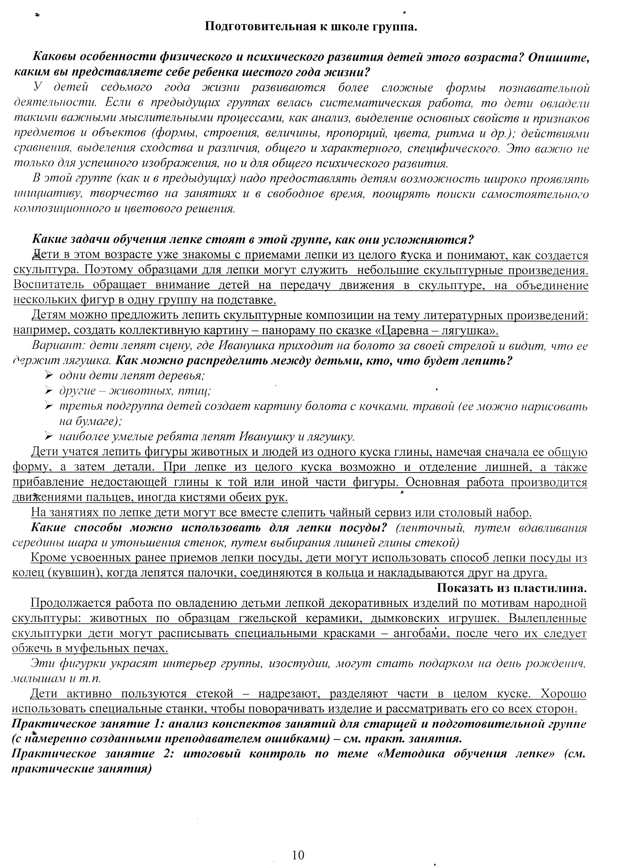 Подготовительная к школе группа.
Каковы особенности физического и психического развития детей этого возраста? Опишите,
каким вы представляете себе ребенка шестого года жизни?
У детей седьмого года жизни развиваются более сложные формы познавательной
деятельности. Если в предыдущих группах велась систематическая работа, то дети овладели
такими важными мыслительными процессами, как анализ, выделение основных свойств и признаков
предметов и объектов (формы, строения, величины, пропорций, цвета, ритма и др.); действиями
сравнения, выделения сходства и различия, общего и характерного, специфического. Это важно не
только для успешного изображения, но и для общего психического развития.
В этой группе (как и в предыдущих) надо предоставлять детям возможность широко проявлять
инициативу, творчество на занятиях и в свободное время, поощрять поиски самостоятельного
композиционного и цветового решения.
Какие задачи обучения лепке стоят в этой группе, как они усложняются?
Дети в этом возрасте уже знакомы с приемами лепки из целого куска и понимают, как создается
скульптура. Поэтому образцами для лепки могут служить небольшие скульптурные произведения.
Воспитатель обращает внимание детей на передачу движения в скульптуре, на объединение
нескольких фигур в одну группу на подставке.
Детям можно предложить лепить скульптурные композиции на тему литературных произведений:
например, создать коллективную картину – панораму по сказке «Царевна – лягушка».
Вариант: дети лепят сцену, где Иванушка приходит на болото за своей стрелой и видит, что ее
держит лягушка. Как можно распределить между детьми, кто, что будет лепить?
➢ одни дети лепят деревья;
➢ другие – животных, птиц;
➢ третья подгруппа детей создает картину болота с кочками, травой (ее можно нарисовать
на бумаге);
➢ наиболее умелые ребята лепят Иванушку и лягушку.
Дети учатся лепить фигуры животных и людей из одного куска глины, намечая сначала ее общую
форму, а затем детали. При лепке из целого куска возможно и отделение лишней, а также
прибавление недостающей глины к той или иной части фигуры. Основная работа производится
движениями пальцев, иногда кистями обеих рук.
На занятиях по лепке дети могут все вместе слепить чайный сервиз или столовый набор.
Какие способы можно использовать для лепки посуды? (ленточный, путем вдавливания
середины шара и утоньшения стенок, путем выбирания лишней глины стекой)
Кроме усвоенных ранее приемов лепки посуды, дети могут использовать способ лепки посуды из
колец (кувшин), когда лепятся палочки, соединяются в кольца и накладываются друг на друга.
Показать из пластилина.
Продолжается работа по овладению детьми лепкой декоративных изделий по мотивам народной
скульптуры: животных по образцам гжельской керамики, дымковских игрушек. Вылепленные
скульптурки дети могут расписывать специальными красками – ангобами, после чего их следует
обжечь в муфельных печах.
Эти фигурки украсят интерьер группы, изостудии, могут стать подарком на день рождения,
малышам и т.п.
Дети активно пользуются стекой – надрезают, разделяют части в целом куске. Хорошо
использовать специальные станки, чтобы поворачивать изделие и рассматривать его со всех сторон.
Практическое занятие 1: анализ конспектов занятий для старшей и подготовительной группе
(с намеренно созданными преподавателем ошибками) – см. практ. занятия.
Практическое занятие 2: итоговый контроль по теме «Методика обучения лепке» (см.
практические занятия)
10